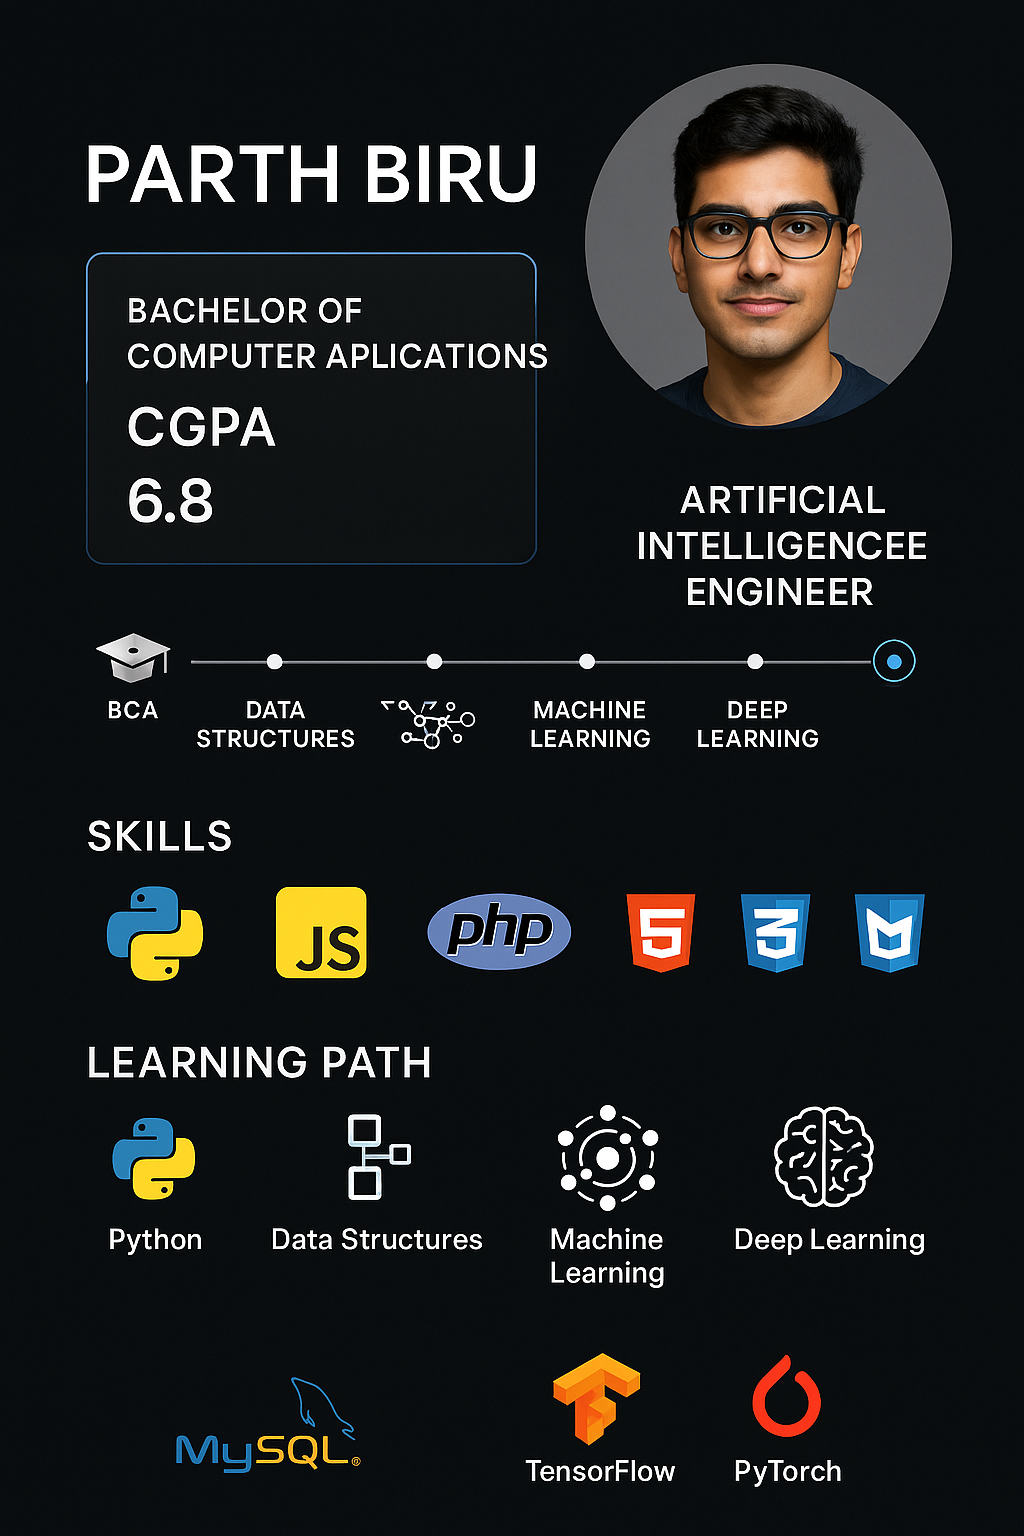 PARTH BIRU
BACHELOR OF
COMPUTER APLICATIONS
CGPA
6.8
ARTIFICIAL
INTELLIGENCEE
ENGINEER
BCA
DATA
STRUCTURES
MACHINE
LEARNING
DEEP
LEARNING
SKILLS
JS
php
5
3
LEARNING PATH
Python
Data Structures
Machine
Learning
Deep Learning
MySQL®
TensorFlow
PyTorch